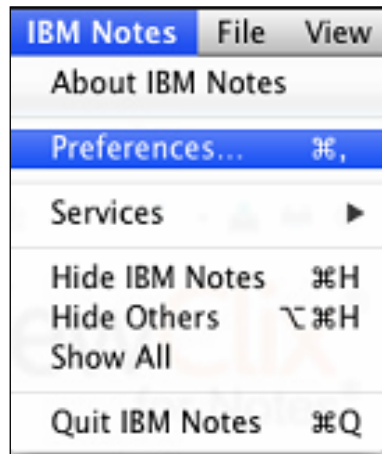 IBM Notes File View
About IBM Notes
Preferences... ⌘,
Services ▶
Hide IBM Notes ⌘H
Hide Others ⌥⌘H
Show All
Quit IBM Notes ⌘Q